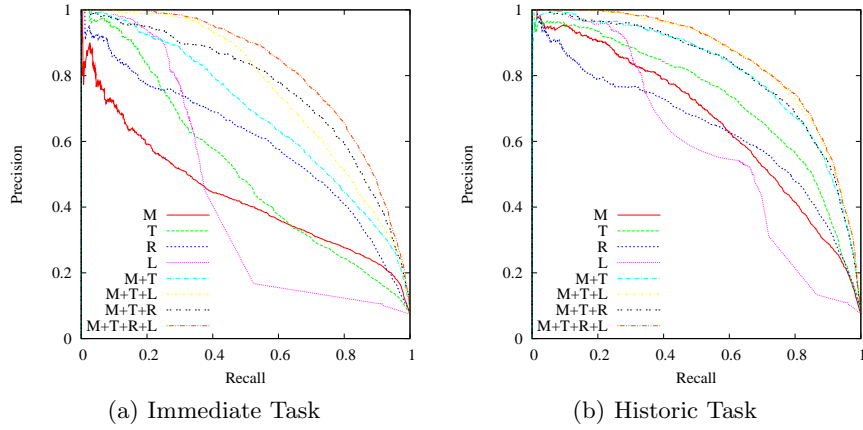 1
0.8
0.6
0.4
0.2
0
Precision
M
T
R
L
M+T
M+T+L
M+T+R
M+T+R+L
0 0.2 0.4 0.6 0.8 1
Recall
(a) Immediate Task
1
0.8
0.6
0.4
0.2
0
Precision
M
T
R
L
M+T
M+T+L
M+T+R
M+T+R+L
0 0.2 0.4 0.6 0.8 1
Recall
(b) Historic Task